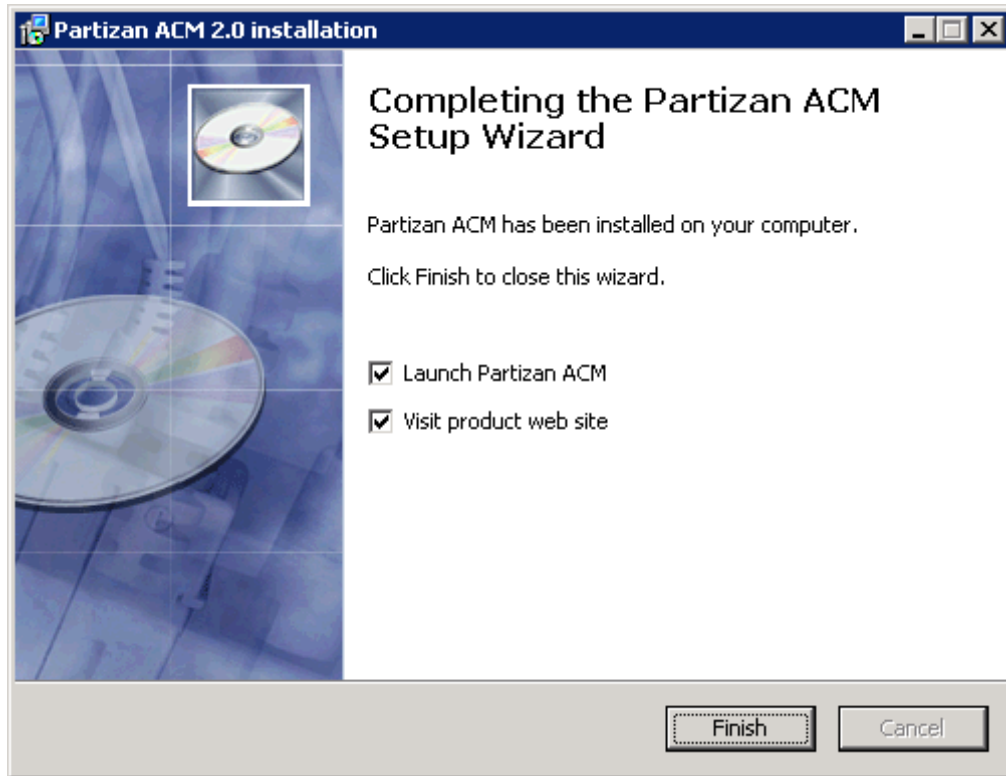 Partizan ACM 2.0 installation
Completing the Partizan ACM
Setup Wizard
Partizan ACM has been installed on your computer.
Click Finish to close this wizard.
Launch Partizan ACM
Visit product web site
Finish
Cancel